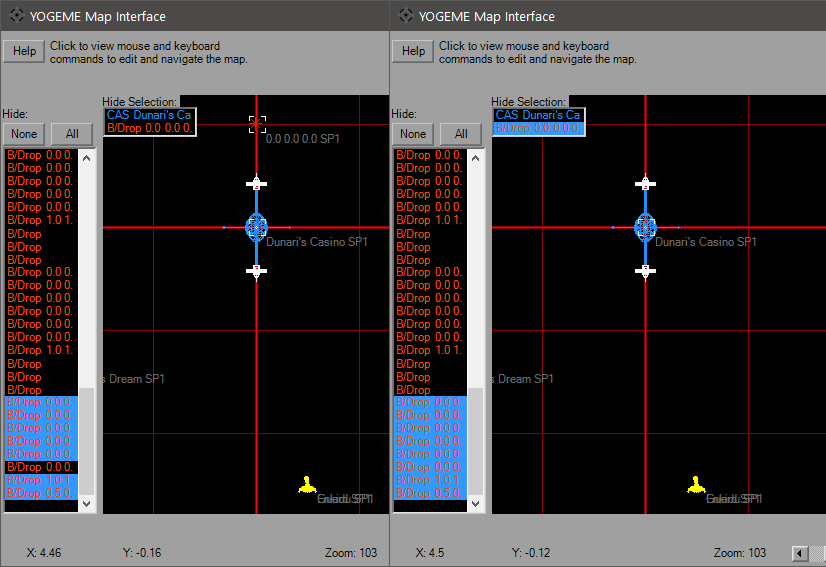 YOGEME Map Interface
Help
Click to view mouse and keyboard
commands to edit and navigate the map.
Hide:
None
All
Hide Selection:
CAS Dunari's Ca
B/Drop 0.0 0.0 0.
B/Drop 0.0 0.
B/Drop 0.0 0.
B/Drop 0.0 0.
B/Drop 0.0 0.
B/Drop 0.0 0.
B/Drop 1.0 1.
B/Drop
B/Drop
B/Drop
B/Drop 0.0 0.
B/Drop 0.0 0.
B/Drop 0.0 0.
B/Drop 0.0 0.
B/Drop 0.0 0.
B/Drop 0.0 0.
B/Drop 1.0 1.
B/Drop
B/Drop
B/Drop
B/Drop 0.0 0.
B/Drop 0.0 0.
B/Drop 0.0 0.
B/Drop 0.0 0.
B/Drop 0.0 0.
B/Drop 0.0 0.
B/Drop 1.0 1.
B/Drop 0.5 0.
0.0 0.0 0.0 SP1
Dunari's Casino SP1
s Dream SP1
X: 4.46
Y: -0.16
Zoom: 103
YOGEME Map Interface
Help
Click to view mouse and keyboard
commands to edit and navigate the map.
Hide:
None
All
Hide Selection:
CAS Dunari's Ca
B/Drop 0.0 0.0 0.
B/Drop 0.0 0.
B/Drop 0.0 0.
B/Drop 0.0 0.
B/Drop 0.0 0.
B/Drop 0.0 0.
B/Drop 1.0 1.
B/Drop
B/Drop
B/Drop
B/Drop 0.0 0.
B/Drop 0.0 0.
B/Drop 0.0 0.
B/Drop 0.0 0.
B/Drop 0.0 0.
B/Drop 0.0 0.
B/Drop 1.0 1.
B/Drop
B/Drop
B/Drop
B/Drop 0.0 0.
B/Drop 0.0 0.
B/Drop 0.0 0.
B/Drop 0.0 0.
B/Drop 0.0 0.
B/Drop 0.0 0.
B/Drop 1.0 1.
B/Drop 0.5 0.
Dunari's Casino SP1
s Dream SP1
X: 4.5
Y: -0.12
Zoom: 103